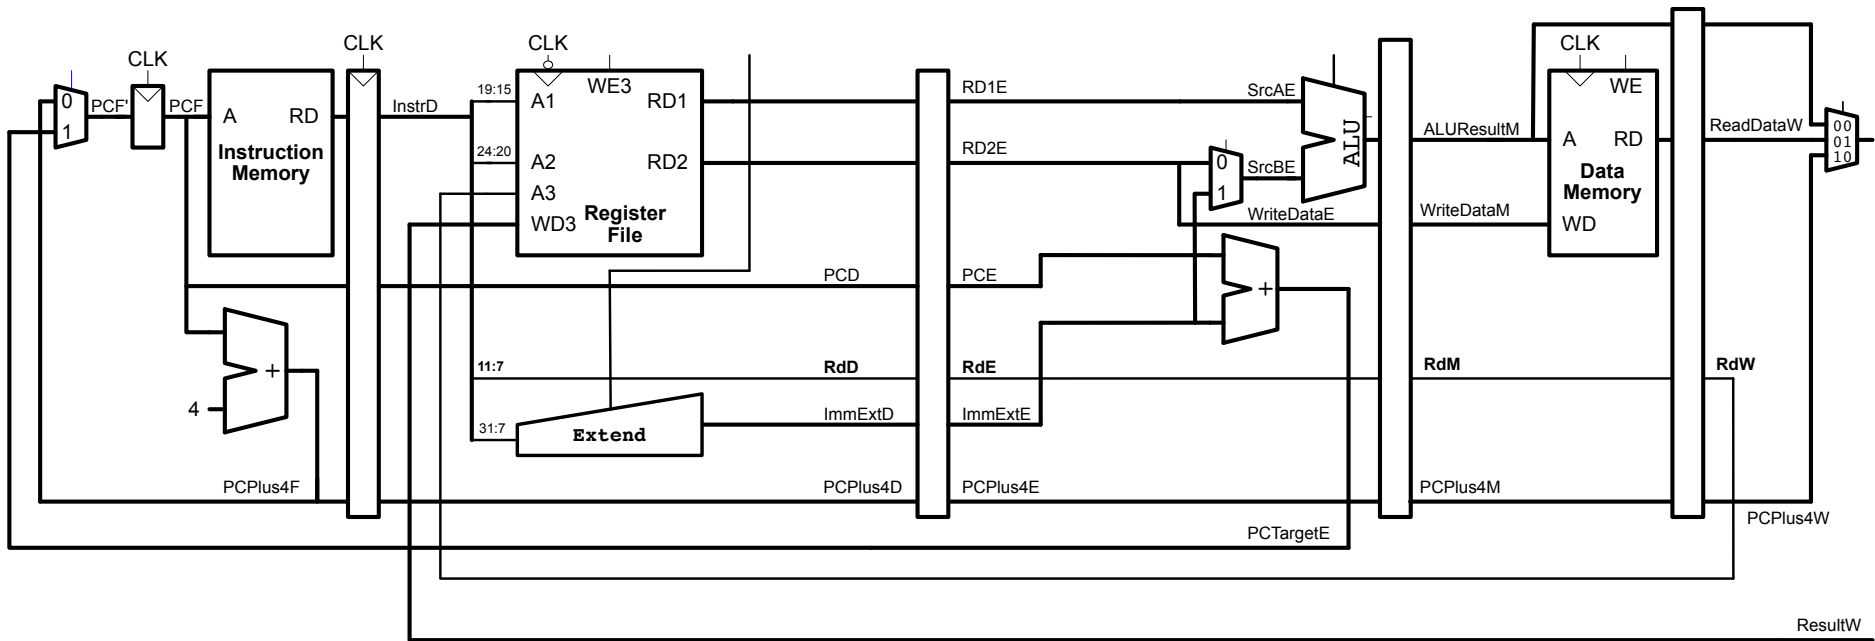 CLK
CLK
CLK
CLK
0
1
PCF'
PCF
A
RD
Instruction
Memory
InstrD
19:15
24:20
A1
A2
A3
WD3
WE3
RD1
RD2
Register
File
RD1E
RD2E
0
1
SrcAE
SrcBE
ALU
WriteDataE
ALUResultM
WriteDataM
A
RD
WE
WD
Data
Memory
ReadDataW
00
01
10
PCD
PCE
+
4
+
11:7
RdD
RdE
RdM
RdW
31:7
Extend
ImmExtD
ImmExtE
PCPlus4F
PCPlus4D
PCPlus4E
PCPlus4M
PCPlus4W
PCTargetE
ResultW